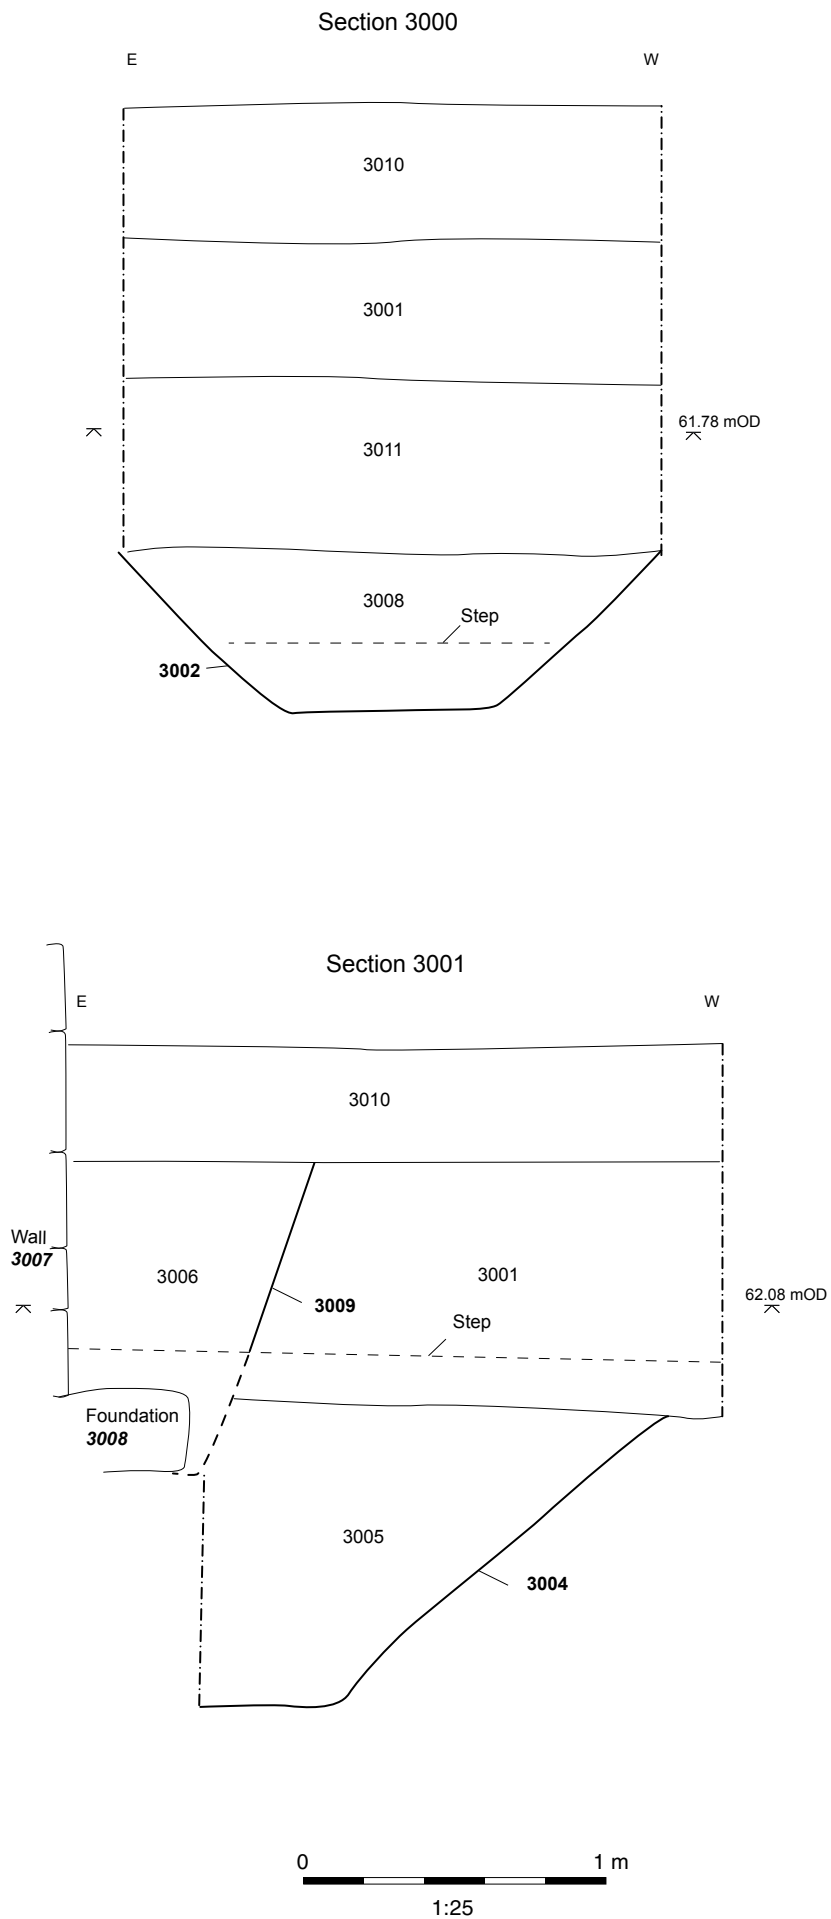 Section 3000
E
W
3010
3001
61.78 mOD
3011
3008
Step
3002
Section 3001
E
W
3010
Wall
3007
3006
3001
3009
62.08 mOD
Step
Foundation
3008
3005
3004
0
1 m
1:25